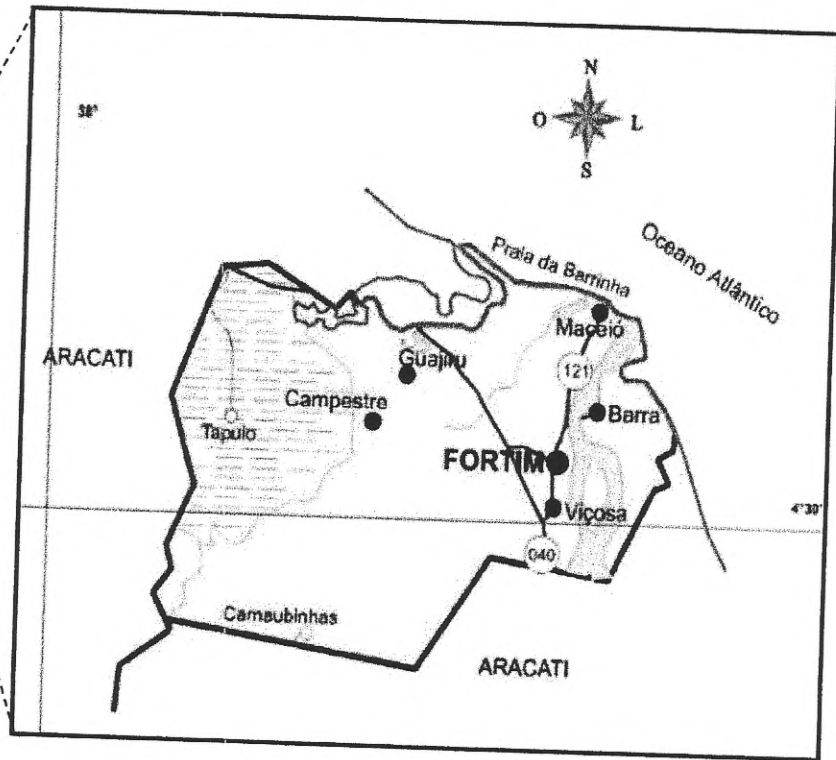 N
38°
O
L
S
Oceano Atlântico
Praia da Barrinha
Maceió
ARACATI
Guajiru
121
Campestre
Barra
Tapuio
FORTIM
Viçosa
4°30'
040
Carnaubinhas
ARACATI